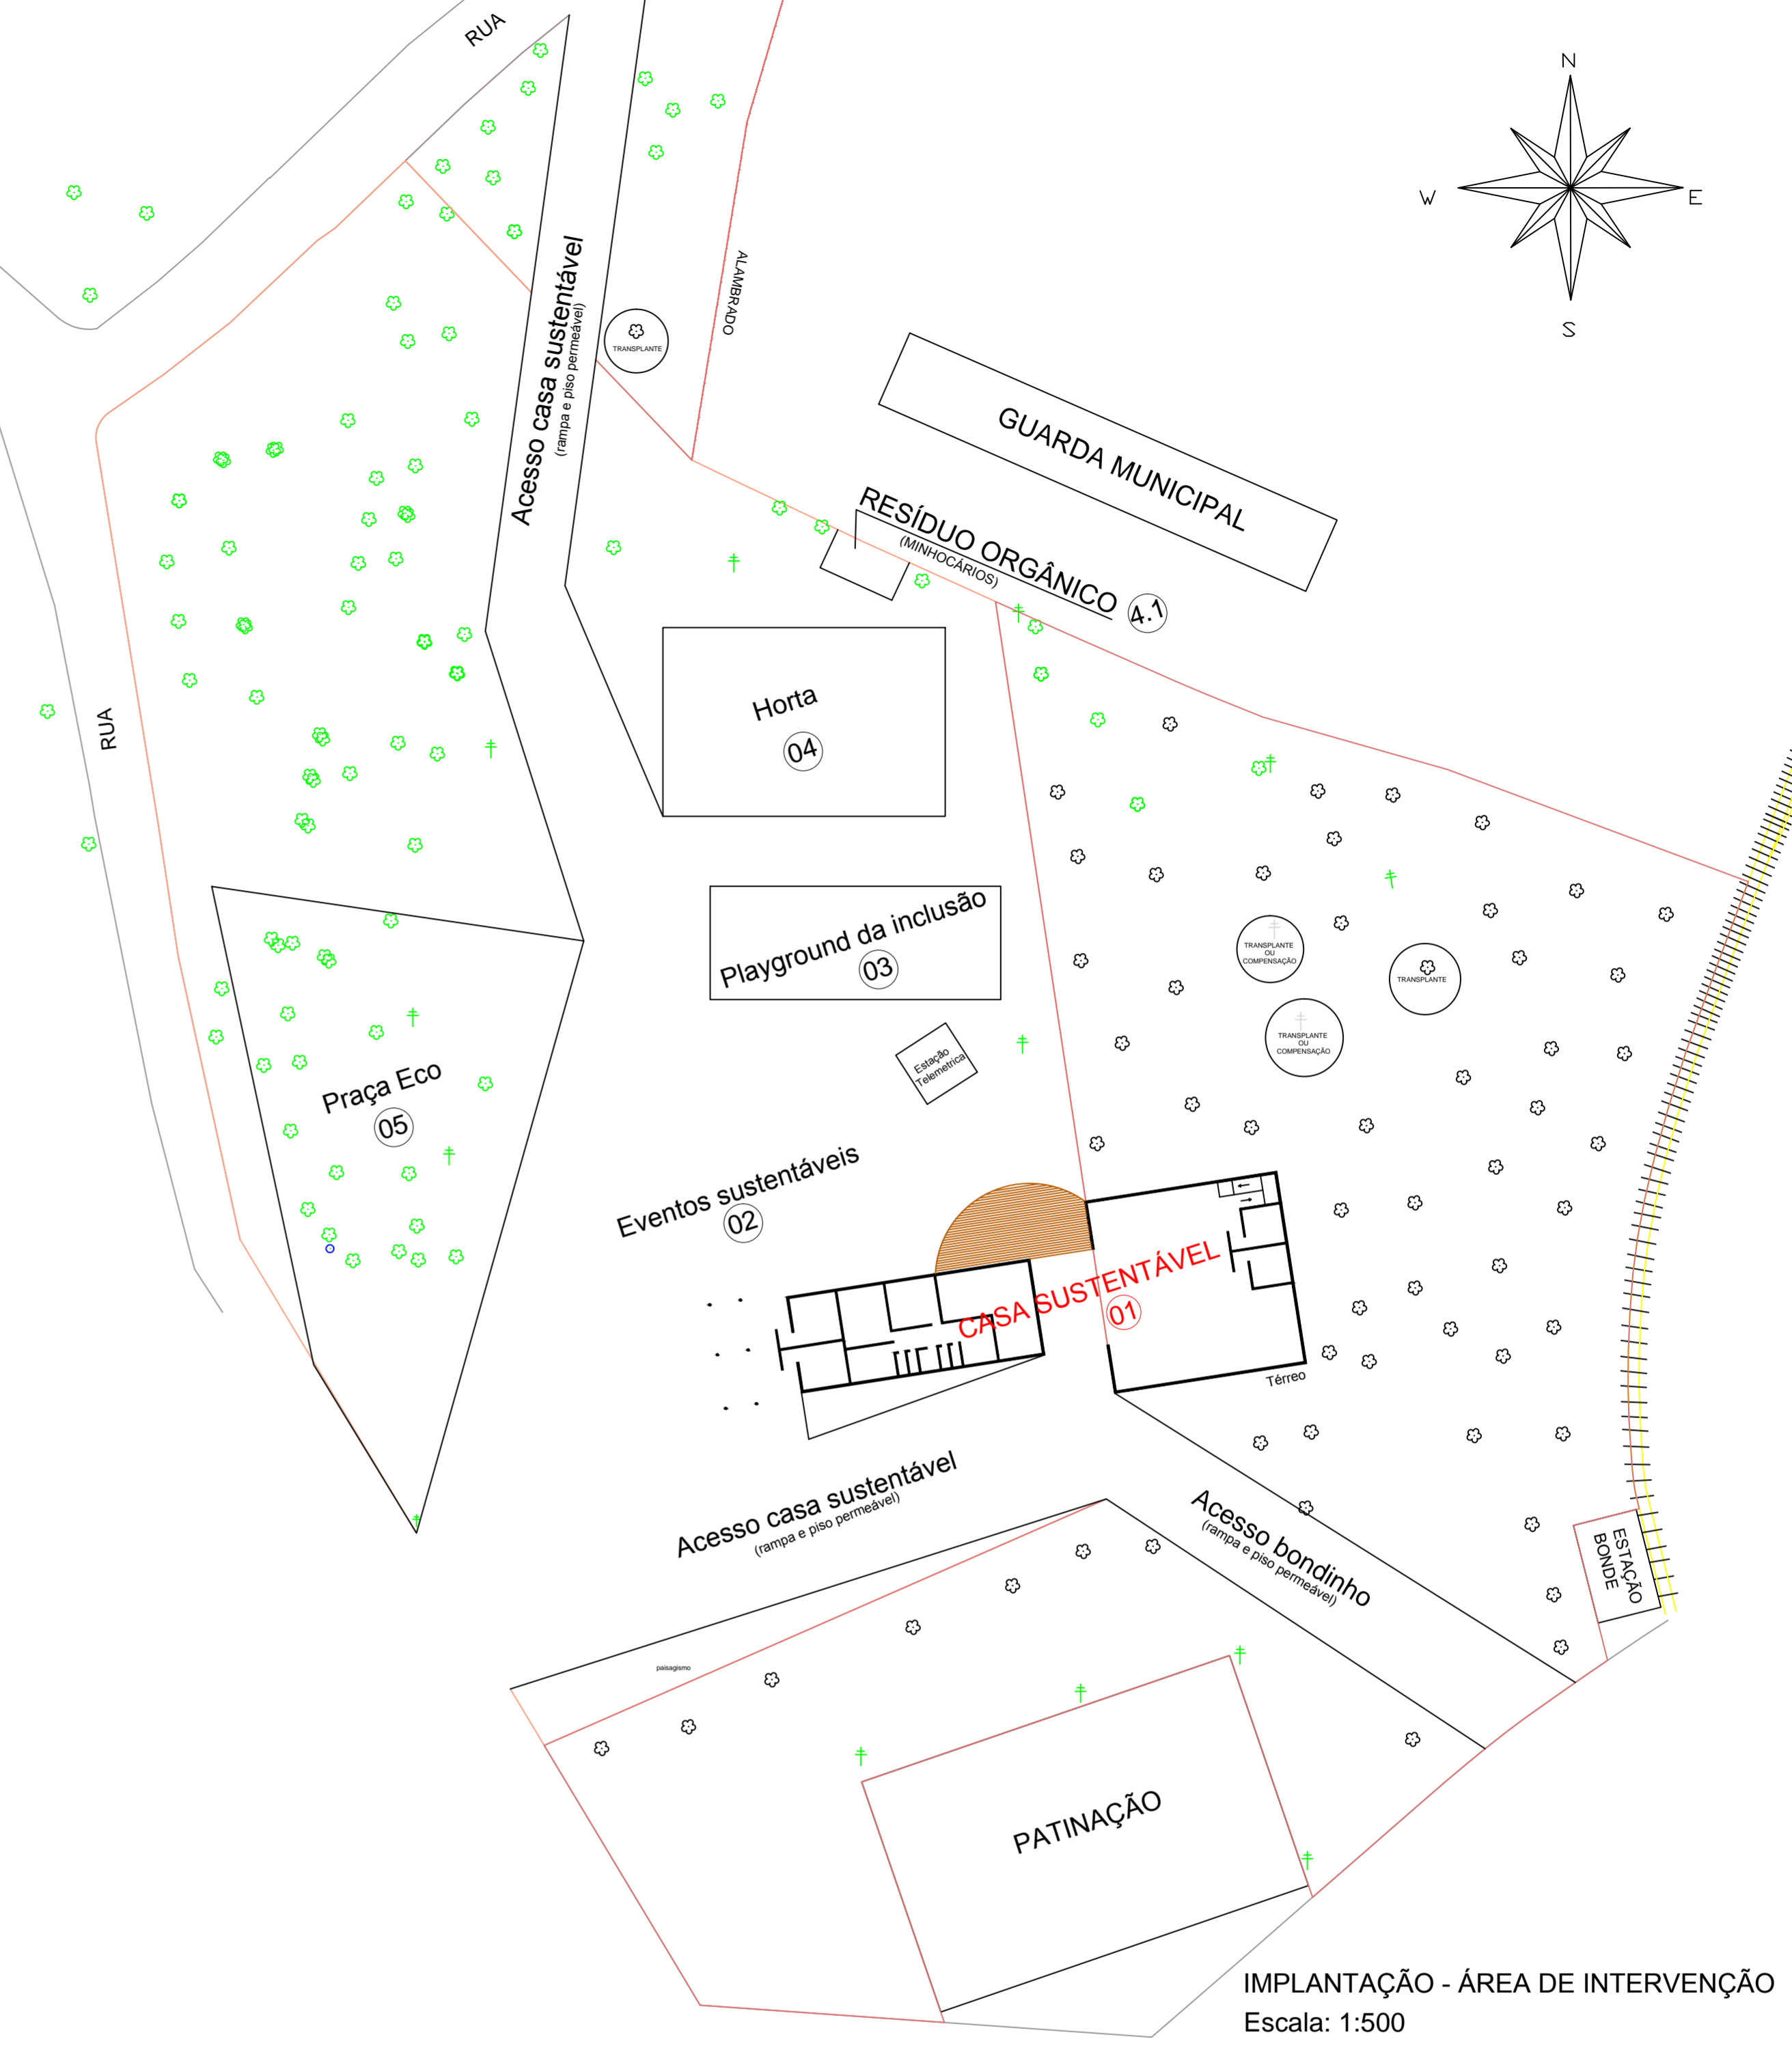 RUA
N
W
E
S
Acesso casa sustentável
(rampa e piso permeável)
ALAMBRADO
TRANSPLANTE
GUARDA MUNICIPAL
RESÍDUO ORGÂNICO
(MINHOCÁRIOS)
4.1
Horta
04
RUA
Playground da inclusão
03
TRANSPLANTE
OU
COMPENSAÇÃO
TRANSPLANTE
TRANSPLANTE
OU
COMPENSAÇÃO
Estação
Telemetrica
Praça Eco
05
Eventos sustentáveis
02
CASA SUSTENTÁVEL
01
Térreo
Acesso casa sustentável
(rampa e piso permeável)
Acesso bondinho
(rampa e piso permeável)
ESTAÇÃO
BONDE
paisagismo
PATINAÇÃO
IMPLANTAÇÃO - ÁREA DE INTERVENÇÃO
Escala: 1:500